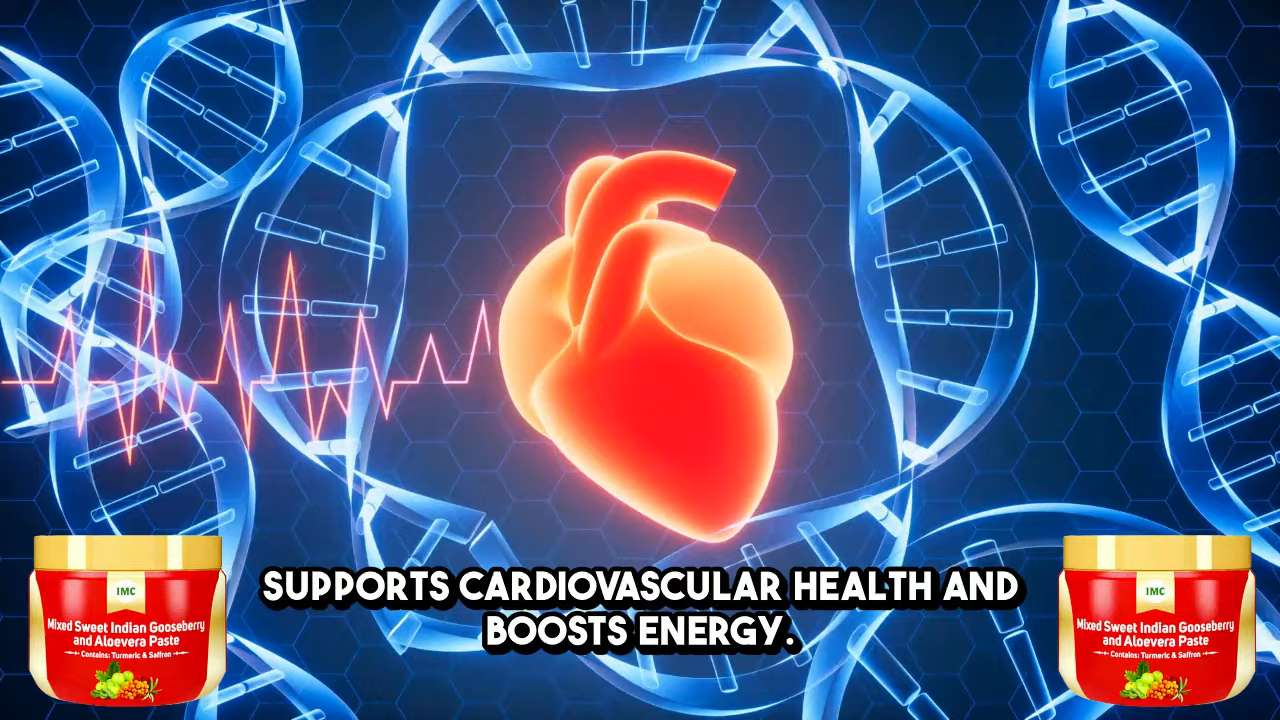 SUPPORTS CARDIOVASCULAR HEALTH AND
BOOSTS ENERGY.
IMC
Mixed Sweet Indian Gooseberry
and Aloevera Paste
Contains: Turmeric & Saffron
IMC
Mixed Sweet Indian Gooseberry
and Aloevera Paste
Contains: Turmeric & Saffron